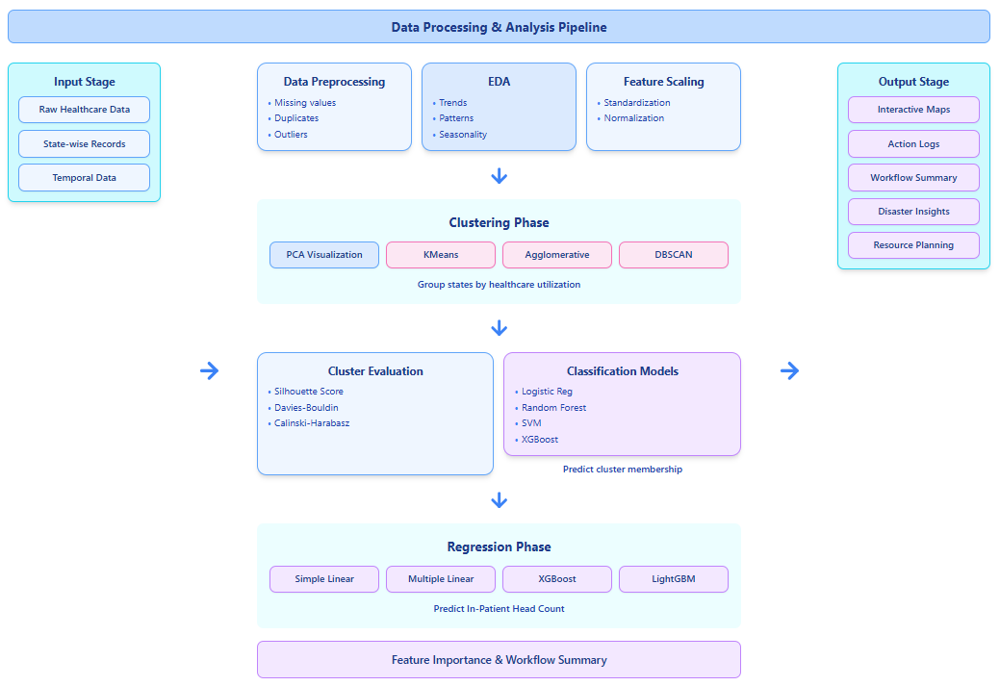 Data Processing & Analysis Pipeline
Input Stage
Raw Healthcare Data
State-wise Records
Temporal Data
Data Preprocessing
• Missing values
• Duplicates
• Outliers
EDA
• Trends
• Patterns
• Seasonality
Feature Scaling
• Standardization
• Normalization
Clustering Phase
PCA Visualization
KMeans
Agglomerative
DBSCAN
Group states by healthcare utilization
Cluster Evaluation
• Silhouette Score
• Davies-Bouldin
• Calinski-Harabasz
Classification Models
• Logistic Reg
• Random Forest
• SVM
• XGBoost
Predict cluster membership
Regression Phase
Simple Linear
Multiple Linear
XGBoost
LightGBM
Predict In-Patient Head Count
Feature Importance & Workflow Summary
Output Stage
Interactive Maps
Action Logs
Workflow Summary
Disaster Insights
Resource Planning